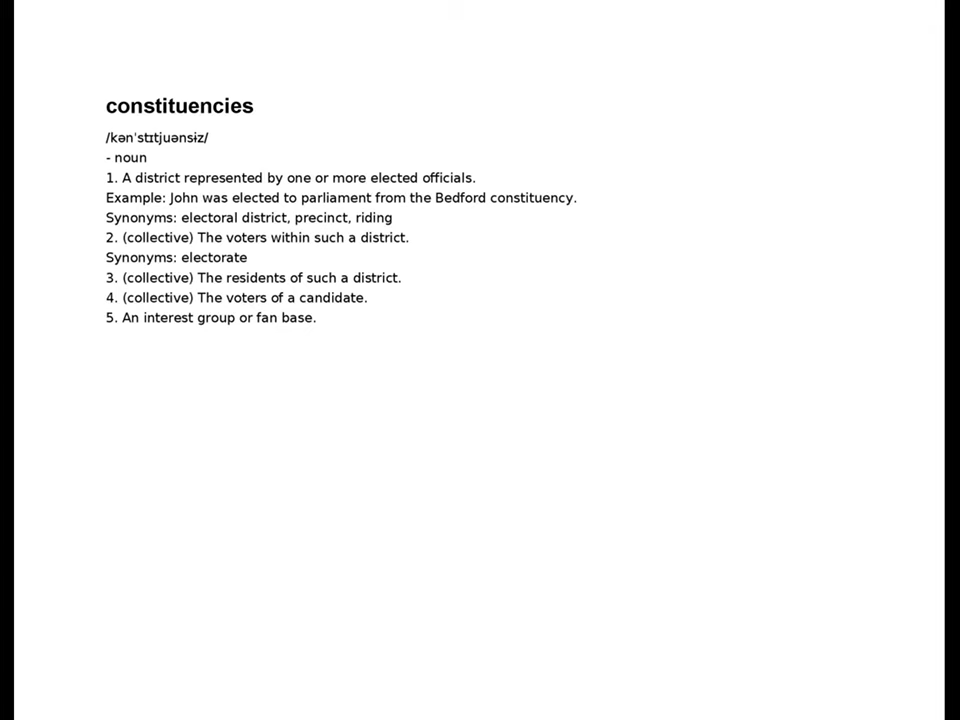 constituencies
/kənˈstɪtjuənsɨz/
- noun
1. A district represented by one or more elected officials.
Example: John was elected to parliament from the Bedford constituency.
Synonyms: electoral district, precinct, riding
2. (collective) The voters within such a district.
Synonyms: electorate
3. (collective) The residents of such a district.
4. (collective) The voters of a candidate.
5. An interest group or fan base.